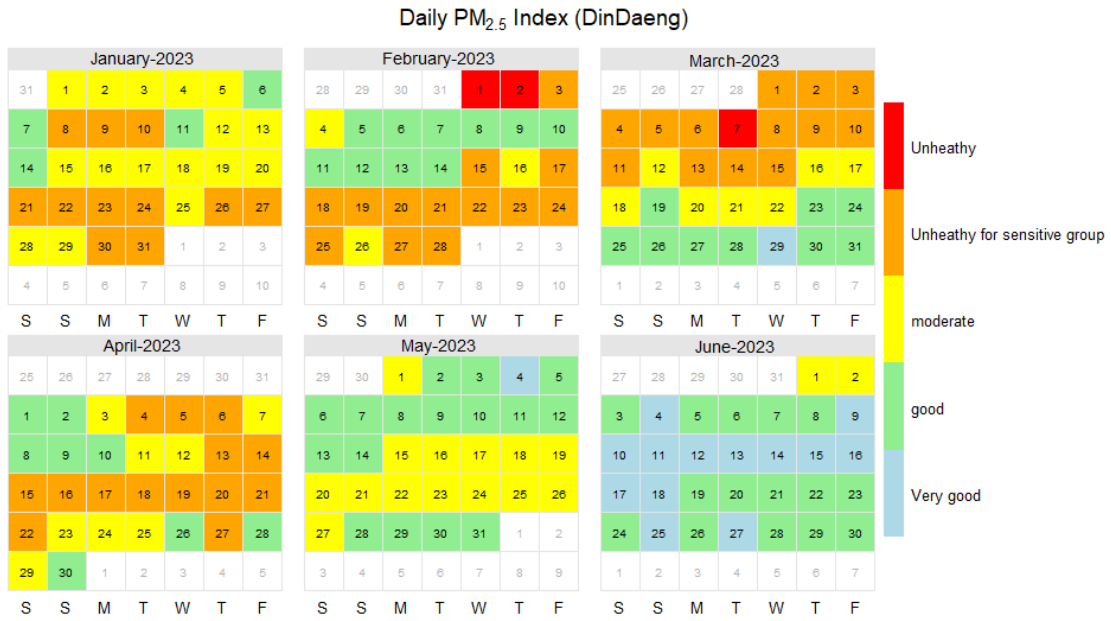 Daily PM2.5 Index (DinDaeng)
January-2023
31 1 2 3 4 5 6
7 8 9 10 11 12 13
14 15 16 17 18 19 20
21 22 23 24 25 26 27
28 29 30 31 1 2 3
4 5 6 7 8 9 10
S S M T W T F
February-2023
28 29 30 31 1 2 3
4 5 6 7 8 9 10
11 12 13 14 15 16 17
18 19 20 21 22 23 24
25 26 27 28 1 2 3
4 5 6 7 8 9 10
S S M T W T F
March-2023
25 26 27 28 1 2 3
4 5 6 7 8 9 10
11 12 13 14 15 16 17
18 19 20 21 22 23 24
25 26 27 28 29 30 31
1 2 3 4 5 6 7
S S M T W T F
April-2023
25 26 27 28 29 30 31
1 2 3 4 5 6 7
8 9 10 11 12 13 14
15 16 17 18 19 20 21
22 23 24 25 26 27 28
29 30 1 2 3 4 5
S S M T W T F
May-2023
29 30 1 2 3 4 5
6 7 8 9 10 11 12
13 14 15 16 17 18 19
20 21 22 23 24 25 26
27 28 29 30 31 1 2
3 4 5 6 7 8 9
S S M T W T F
June-2023
27 28 29 30 31 1 2
3 4 5 6 7 8 9
10 11 12 13 14 15 16
17 18 19 20 21 22 23
24 25 26 27 28 29 30
1 2 3 4 5 6 7
S S M T W T F
Unheathy
Unheathy for sensitive group
moderate
good
Very good